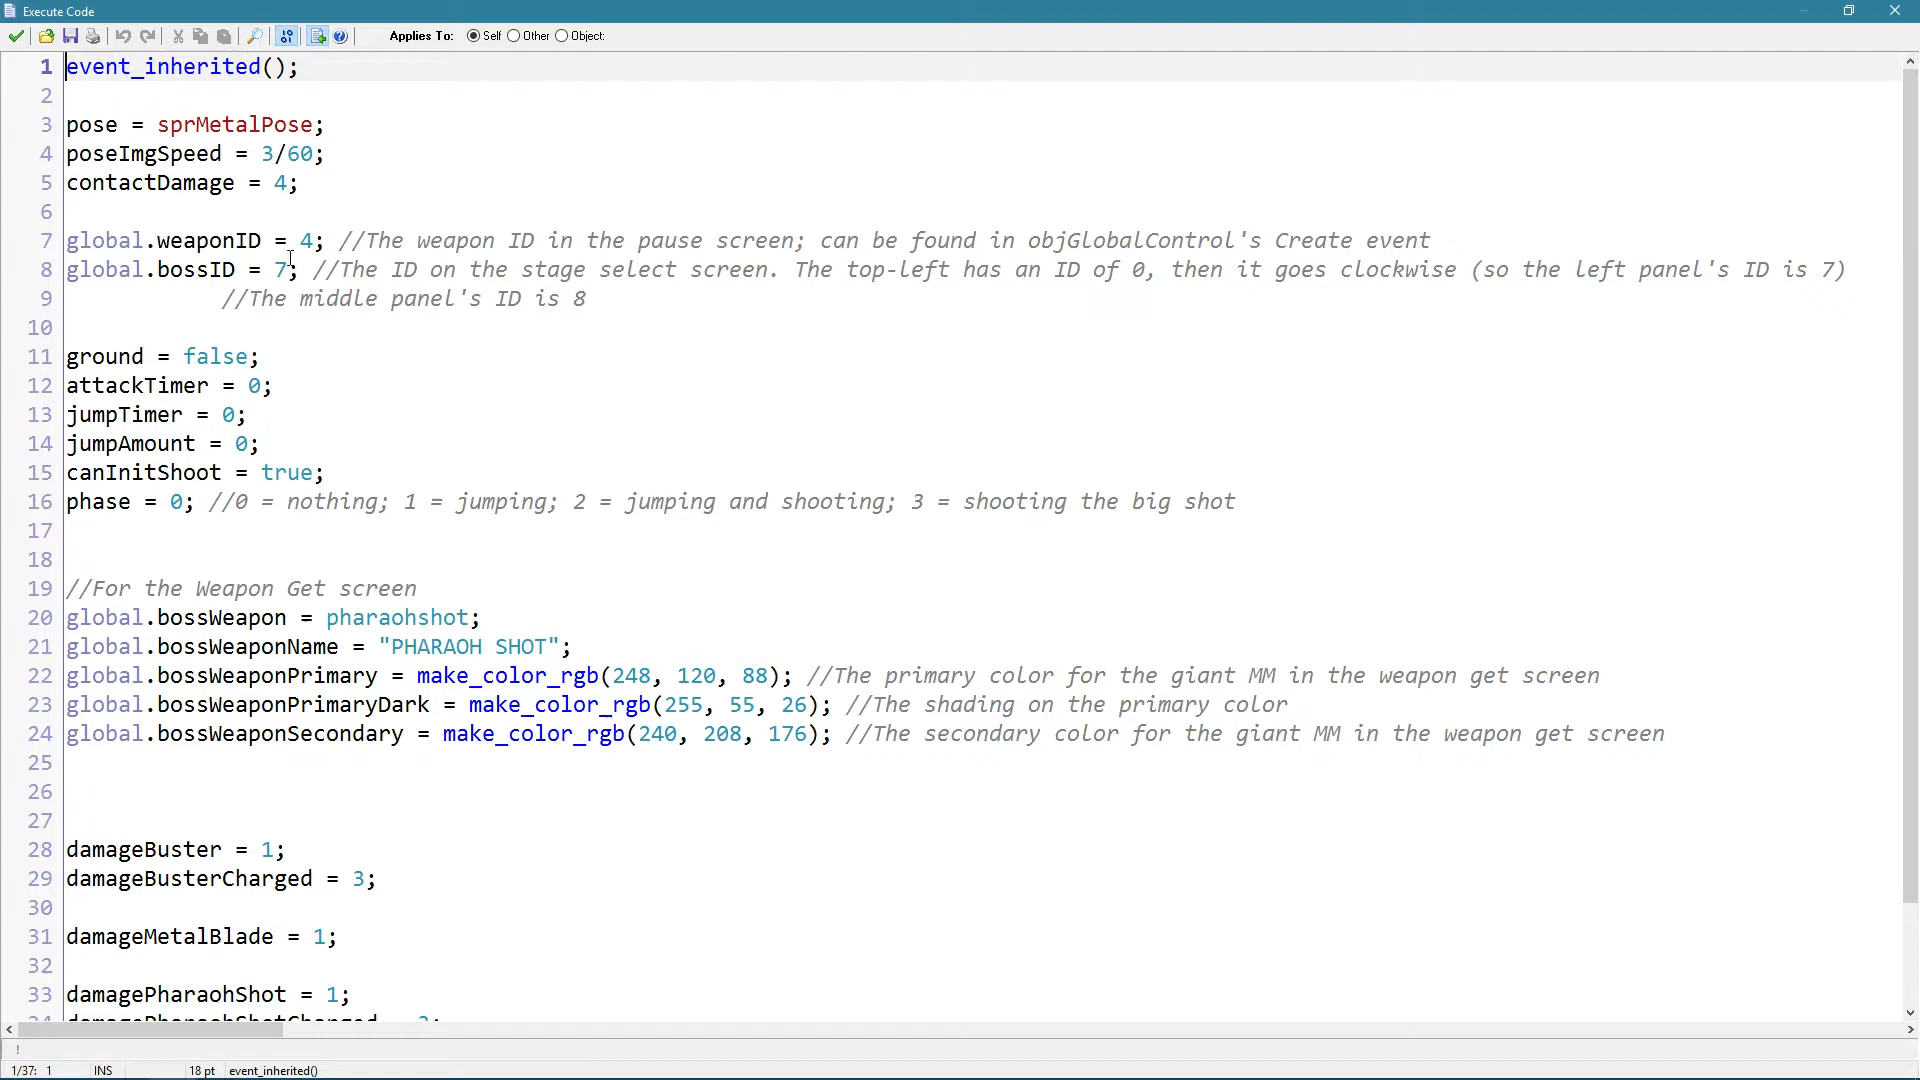 Execute Code
Applies To: Self Other Object:
1 event_inherited();
2
3 pose = sprMetalPose;
4 poseImgSpeed = 3/60;
5 contactDamage = 4;
6
7 global.weaponID = 4; //The weapon ID in the pause screen; can be found in objGlobalControl's Create event
8 global.bossID = 7; //The ID on the stage select screen. The top-left has an ID of 0, then it goes clockwise (so the left panel's ID is 7)
9 //The middle panel's ID is 8
10
11 ground = false;
12 attackTimer = 0;
13 jumpTimer = 0;
14 jumpAmount = 0;
15 canInitShoot = true;
16 phase = 0; //0 = nothing; 1 = jumping; 2 = jumping and shooting; 3 = shooting the big shot
17
18
19 //For the Weapon Get screen
20 global.bossWeapon = pharaohshot;
21 global.bossWeaponName = "PHARAOH SHOT";
22 global.bossWeaponPrimary = make_color_rgb(248, 120, 88); //The primary color for the giant MM in the weapon get screen
23 global.bossWeaponPrimaryDark = make_color_rgb(255, 55, 26); //The shading on the primary color
24 global.bossWeaponSecondary = make_color_rgb(240, 208, 176); //The secondary color for the giant MM in the weapon get screen
25
26
27
28 damageBuster = 1;
29 damageBusterCharged = 3;
30
31 damageMetalBlade = 1;
32
33 damagePharaohShot = 1;
34 damagePharaohShotCharged
!
1/37: 1 INS 18 pt event_inherited()